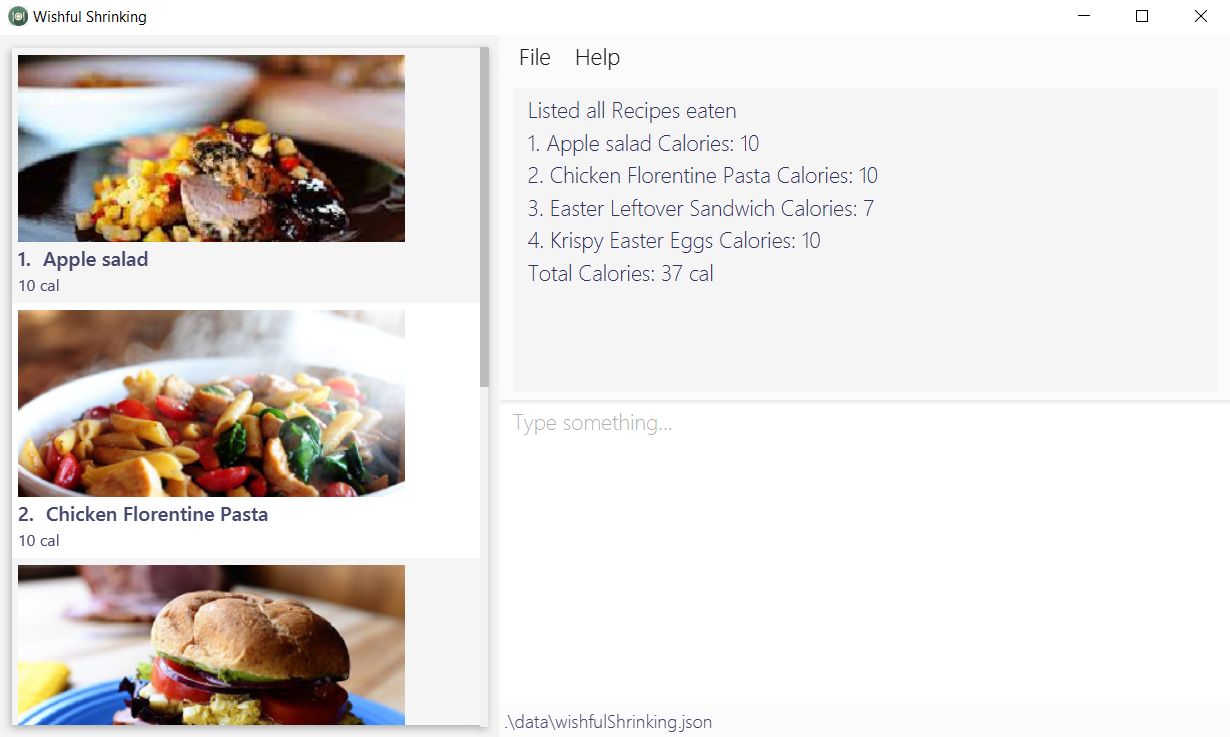 Wishful Shrinking
1. Apple salad
10 cal
2. Chicken Florentine Pasta
10 cal
File Help
Listed all Recipes eaten
1. Apple salad Calories: 10
2. Chicken Florentine Pasta Calories: 10
3. Easter Leftover Sandwich Calories: 7
4. Krispy Easter Eggs Calories: 10
Total Calories: 37 cal
Type something...
.\data\wishfulShrinking.json